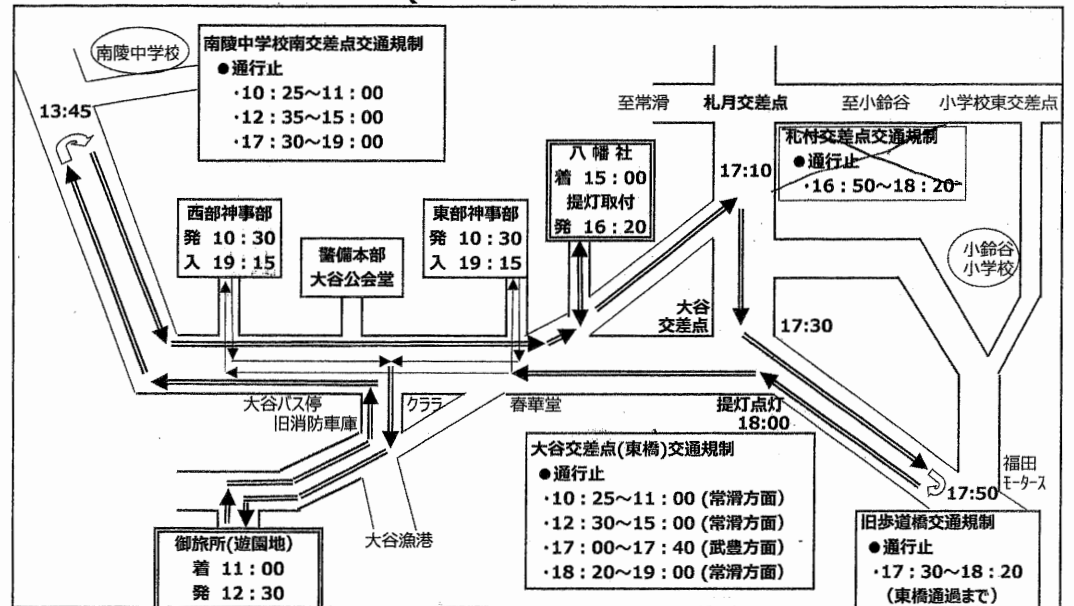 南陵中学校
南陵中学校南交差点交通規制
●通行止
・10：25～11：00
・12：35～15：00
・17：30～19：00
13:45
至常滑
札月交差点
至小鈴谷
小学校東交差点
札付交差点交通規制
●通行止
・16：50～18：20
八幡社
着 15：00
提灯取付
発 16：20
17:10
西部神事部
発 10：30
入 19：15
警備本部
大谷公会堂
東部神事部
発 10：30
入 19：15
小鈴谷
小学校
大谷
交差点
17:30
大谷バス停
旧消防車庫
クララ
春華堂
提灯点灯
18:00
大谷交差点(東橋)交通規制
●通行止
・10：25～11：00 (常滑方面)
・12：30～15：00 (常滑方面)
・17：00～17：40 (武豊方面)
・18：20～19：00 (常滑方面)
福田
ﾓｰﾀｰｽ
17:50
大谷漁港
御旅所(遊園地)
着 11：00
発 12：30
旧歩道橋交通規制
●通行止
・17：30～18：20
（東橋通過まで）